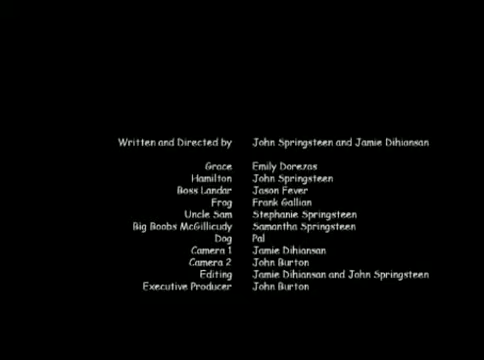 Written and Directed by John Springsteen and Jamie Dihiansan
Grace Emily Dorezas
Hamilton John Springsteen
Boss Landar Jason Fever
Frog Frank Gallian
Uncle Sam Stephanie Springsteen
Big Boobs McGillicudy Samantha Springsteen
Dog Pal
Camera 1 Jamie Dihiansan
Camera 2 John Burton
Editing Jamie Dihiansan and John Springsteen
Executive Producer John Burton